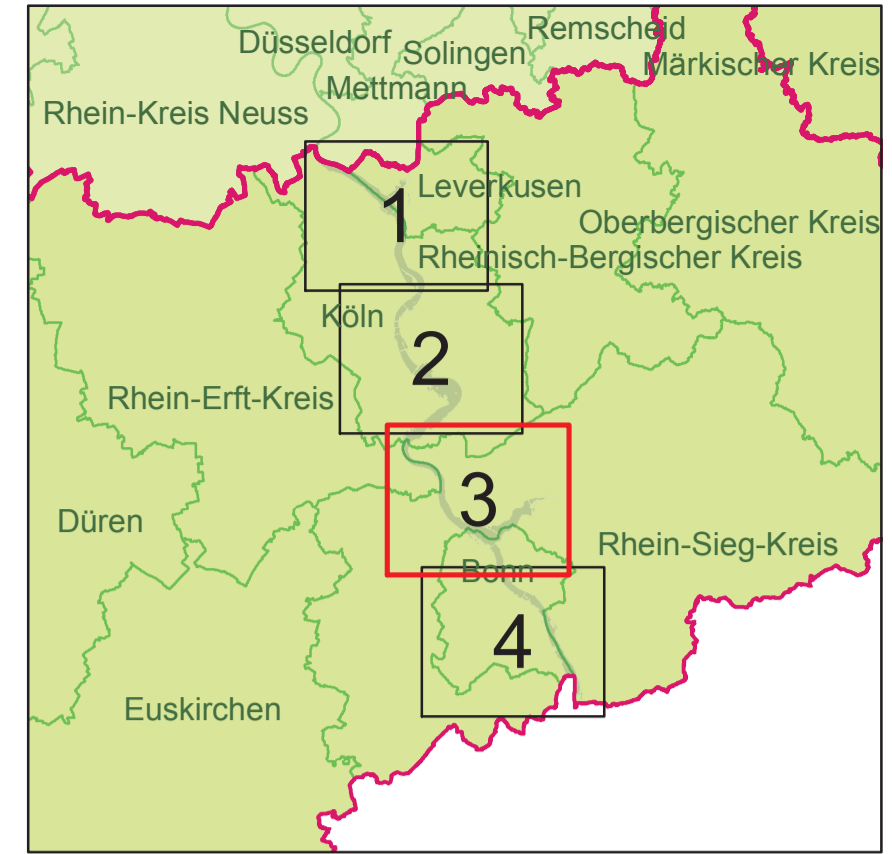 Remscheid
Düsseldorf
Solingen
Märkischer Kreis
Mettmann
Rhein-Kreis Neuss
Leverkusen
1
Oberbergischer Kreis
Rheinisch-Bergischer Kreis
Köln
2
Rhein-Erft-Kreis
3
Düren
Rhein-Sieg-Kreis
Bonn
4
Euskirchen